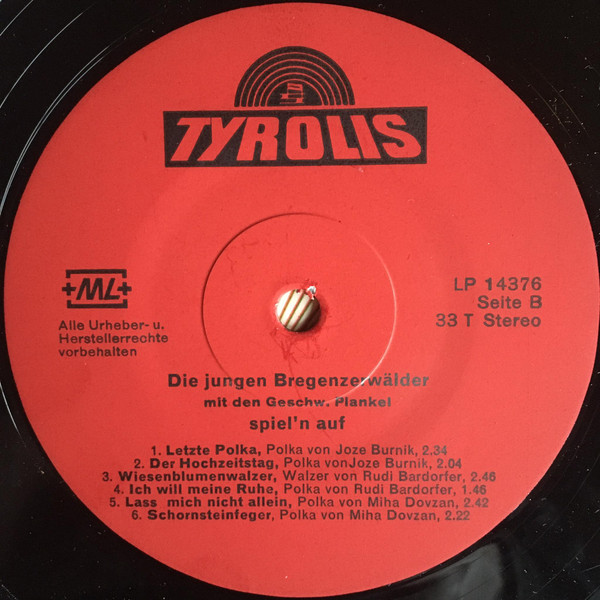 TYROLIS
+ML+
Alle Urheber- u.
Herstellerrechte
vorbehalten
LP 14376
Seite B
33 T Stereo
Die jungen Bregenzerwälder
mit den Geschw. Plankel
spiel'n auf
1. Letzte Polka, Polka von Joze Burnik, 2.34
2. Der Hochzeitstag, Polka vonJoze Burnik, 2.04
3. Wiesenblumenwalzer, Walzer von Rudi Bardorfer, 2.46
4. Ich will meine Ruhe, Polka von Rudi Bardorfer, 1.46
5. Lass mich nicht allein, Polka von Miha Dovzan, 2.42
6. Schornsteinfeger, Polka von Miha Dovzan, 2.22